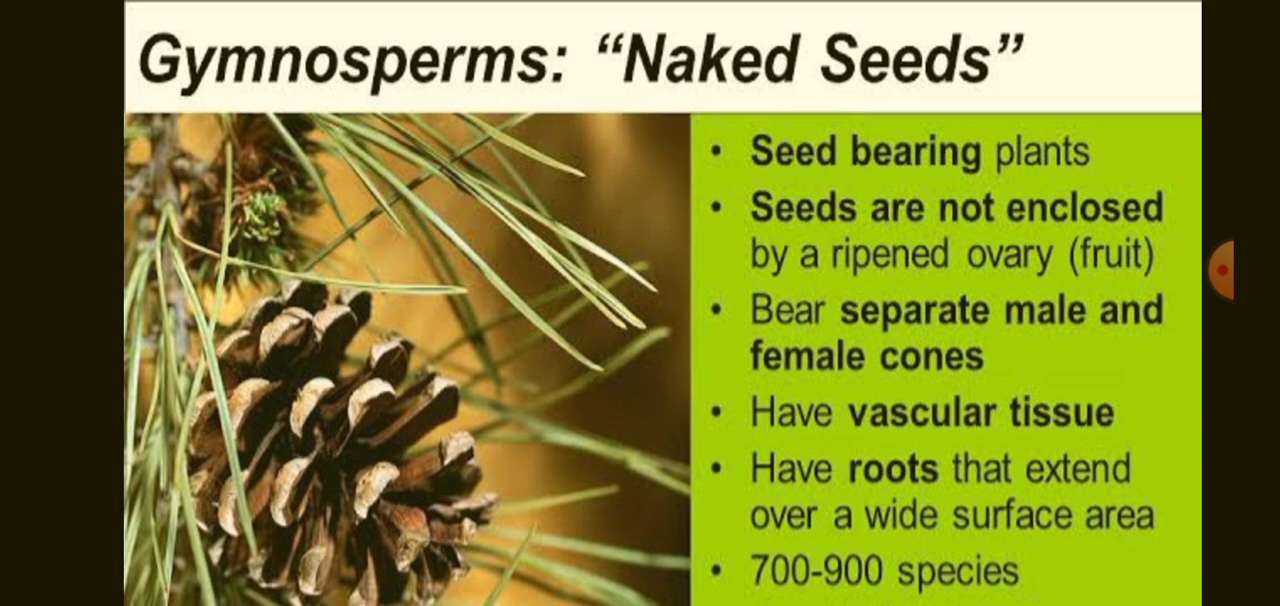 Gymnosperms: “Naked Seeds”
• Seed bearing plants
• Seeds are not enclosed
by a ripened ovary (fruit)
• Bear separate male and
female cones
• Have vascular tissue
• Have roots that extend
over a wide surface area
• 700-900 species